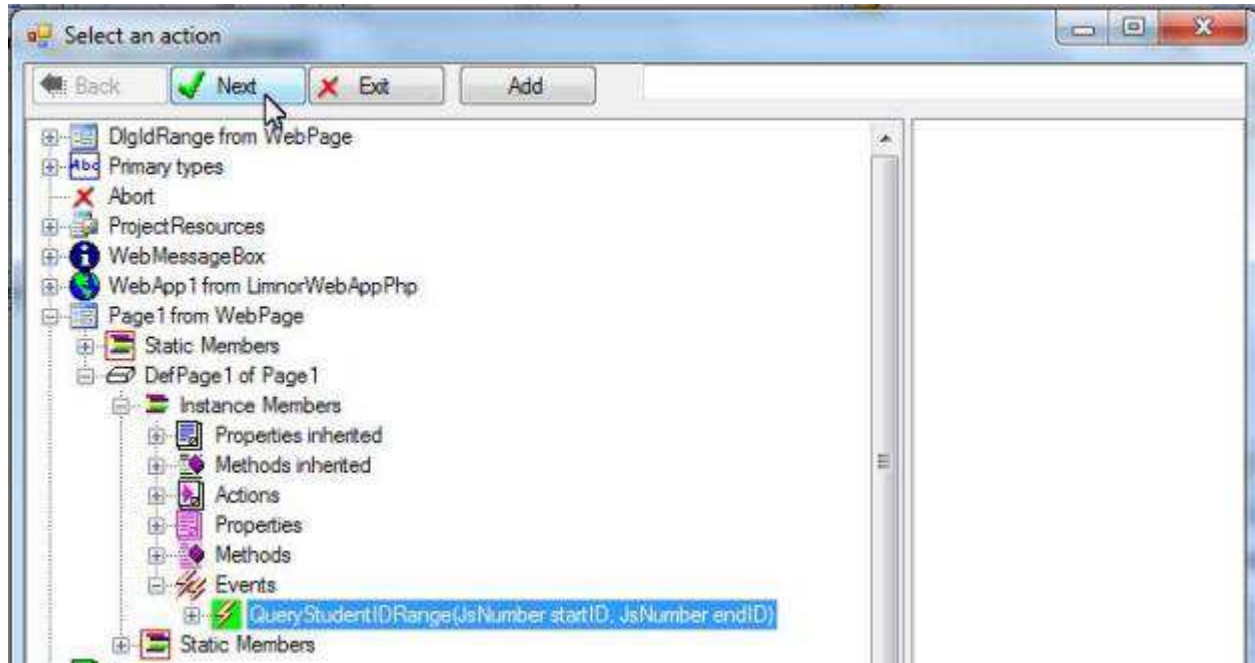 Select an action
Back Next Exit Add
DlgIdRange from WebPage
Abc Primary types
Abort
ProjectResources
WebMessageBox
WebApp1 from LimnorWebAppPhp
Page1 from WebPage
Static Members
DefPage1 of Page1
Instance Members
Properties inherited
Methods inherited
Actions
Properties
Methods
Events
QueryStudentIDRange(JsNumber startID, JsNumber endID)
Static Members